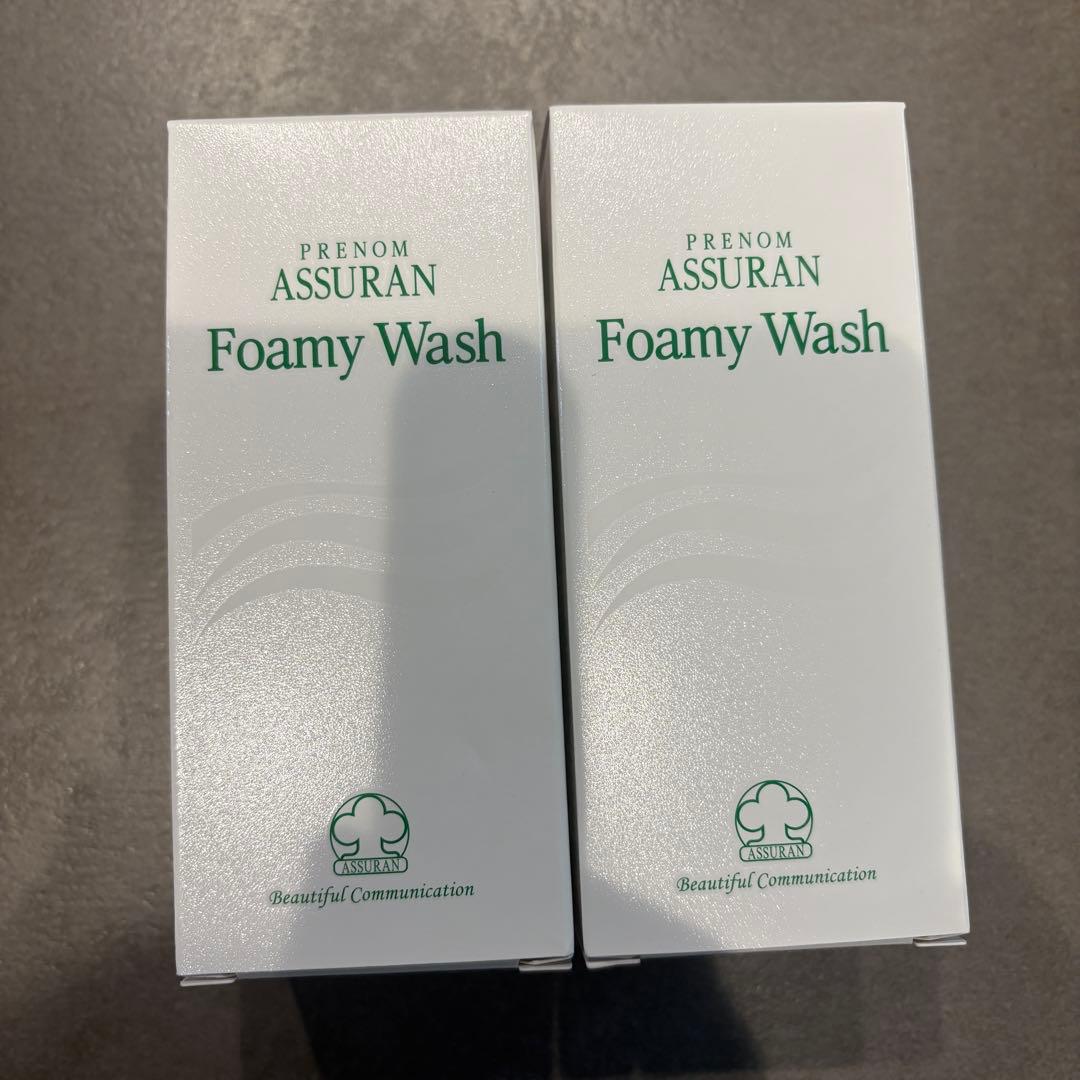 PRENOM
ASSURAN
Foamy Wash
ASSURAN
Beautiful Communication
PRENOM
ASSURAN
Foamy Wash
ASSURAN
Beautiful Communication